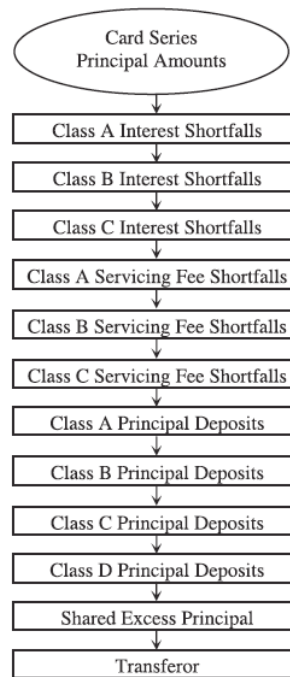 Card Series
Principal Amounts
Class A Interest Shortfalls
Class B Interest Shortfalls
Class C Interest Shortfalls
Class A Servicing Fee Shortfalls
Class B Servicing Fee Shortfalls
Class C Servicing Fee Shortfalls
Class A Principal Deposits
Class B Principal Deposits
Class C Principal Deposits
Class D Principal Deposits
Shared Excess Principal
Transferor